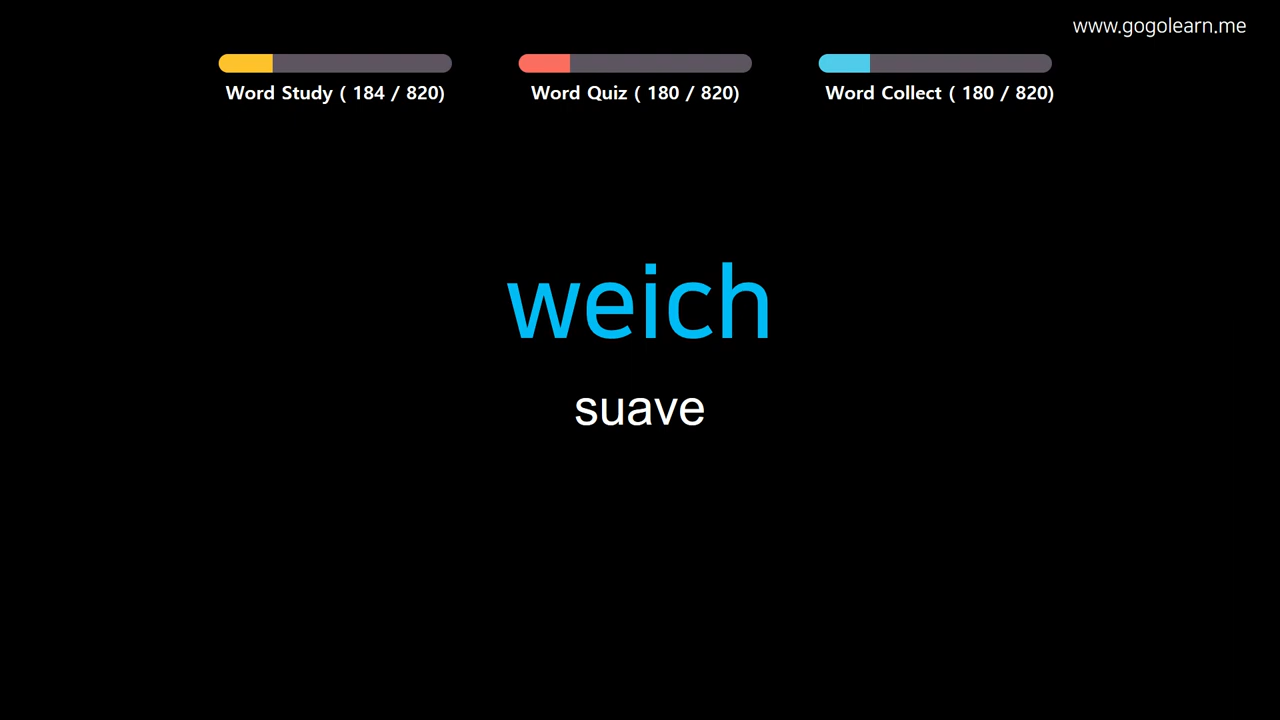 www.gogolearn.me
Word Study ( 184 / 820)
Word Quiz ( 180 / 820)
Word Collect ( 180 / 820)
weich
suave